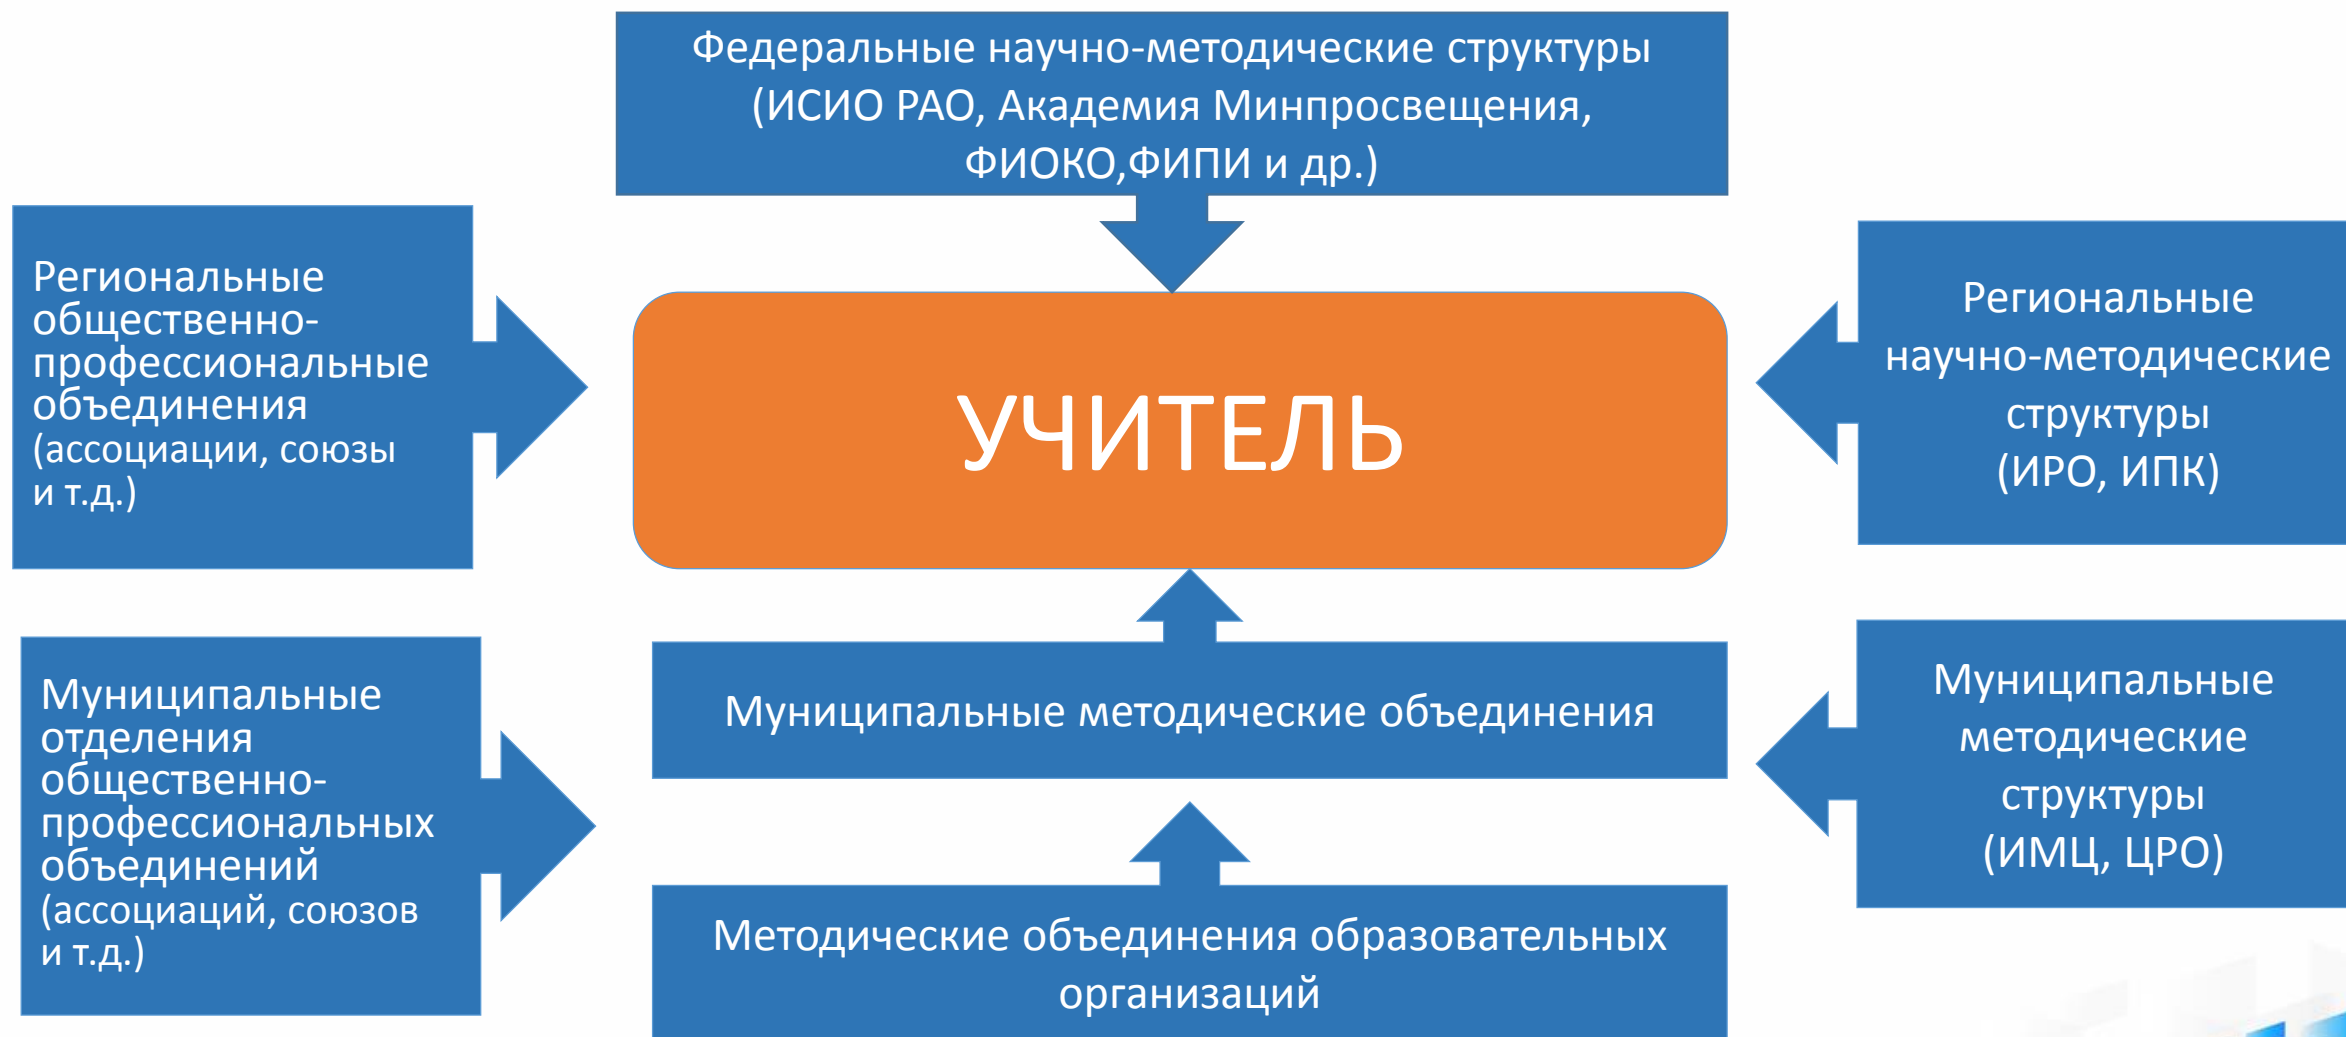 Федеральные научно-методические структуры
(ИСИО РАО, Академия Минпросвещения,
ФИОКО,ФИПИ и др.)
Региональные
общественно-
профессиональные
объединения
(ассоциации, союзы
и т.д.)
УЧИТЕЛЬ
Региональные
научно-методические
структуры
(ИРО, ИПК)
Муниципальные
отделения
общественно-
профессиональных
объединений
(ассоциаций, союзов
и т.д.)
Муниципальные методические объединения
Муниципальные
методические
структуры
(ИМЦ, ЦРО)
Методические объединения образовательных
организаций